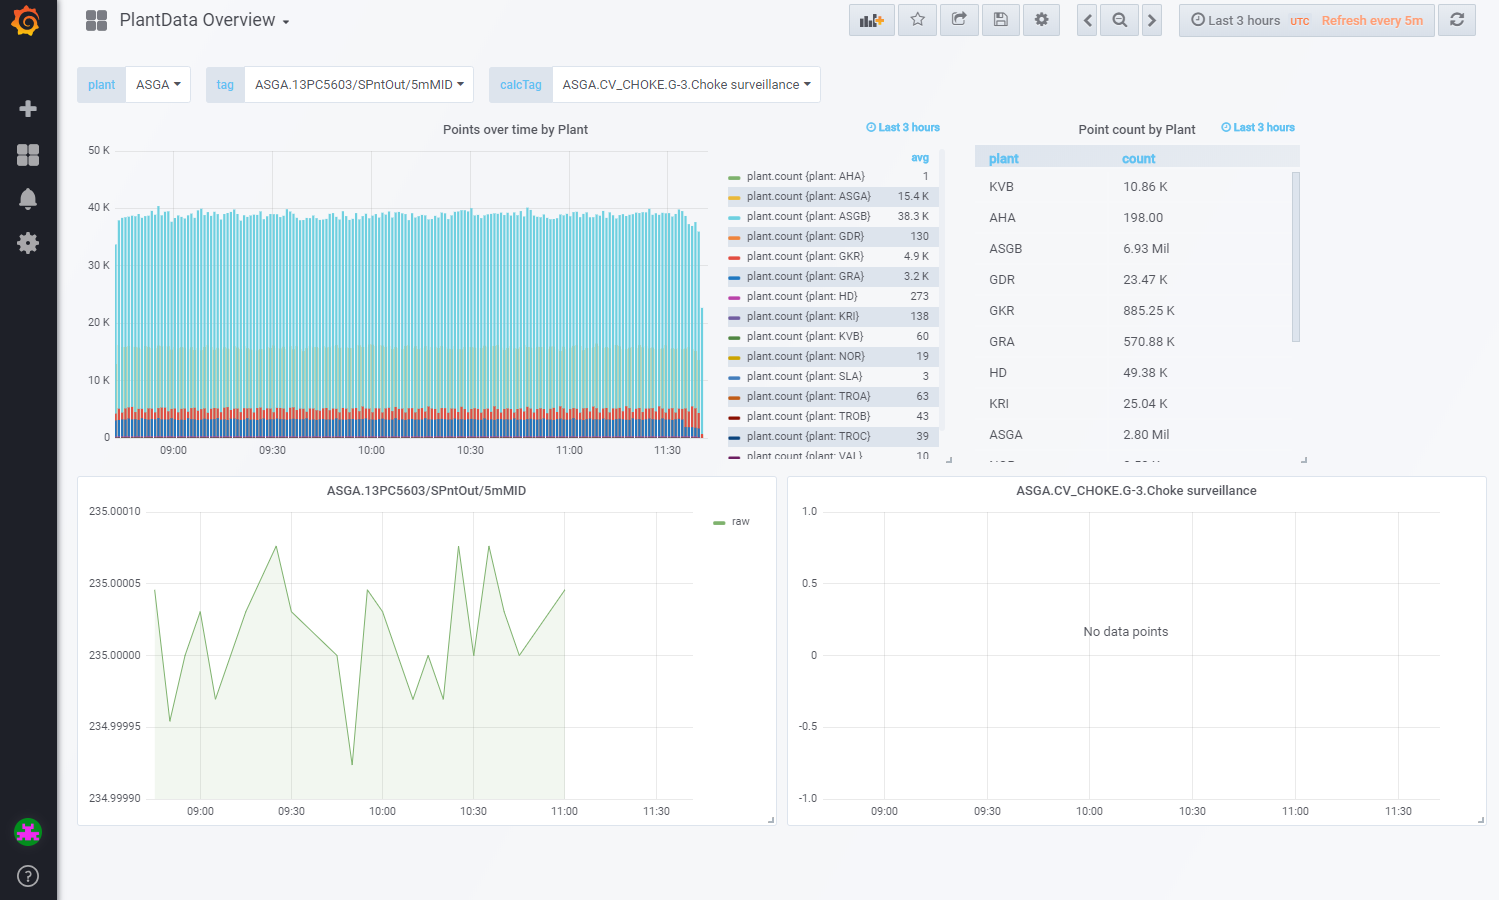 PlantData Overview
Last 3 hours UTC Refresh every 5m
plant ASGA tag ASGA.13PC5603/SPntOut/5mMID calcTag ASGA.CV_CHOKE.G-3.Choke surveillance
Points over time by Plant
Last 3 hours
50 K
40 K
30 K
20 K
10 K
0
09:00 09:30 10:00 10:30 11:00 11:30
avg
plant.count {plant: AHA} 1
plant.count {plant: ASGA} 15.4 K
plant.count {plant: ASGB} 38.3 K
plant.count {plant: GDR} 130
plant.count {plant: GKR} 4.9 K
plant.count {plant: GRA} 3.2 K
plant.count {plant: HD} 273
plant.count {plant: KRI} 138
plant.count {plant: KVB} 60
plant.count {plant: NOR} 19
plant.count {plant: SLA} 3
plant.count {plant: TROA} 63
plant.count {plant: TROB} 43
plant.count {plant: TROC} 39
plant.count {plant: VAL} 10
Point count by Plant
Last 3 hours
plant count
KVB 10.86 K
AHA 198.00
ASGB 6.93 Mil
GDR 23.47 K
GKR 885.25 K
GRA 570.88 K
HD 49.38 K
KRI 25.04 K
ASGA 2.80 Mil
ASGA.13PC5603/SPntOut/5mMID
235.00010
235.00005
235.00000
234.99995
234.99990
09:00 09:30 10:00 10:30 11:00 11:30
raw
ASGA.CV_CHOKE.G-3.Choke surveillance
1.0
0.5
0
-0.5
-1.0
No data points
09:00 09:30 10:00 10:30 11:00 11:30
?